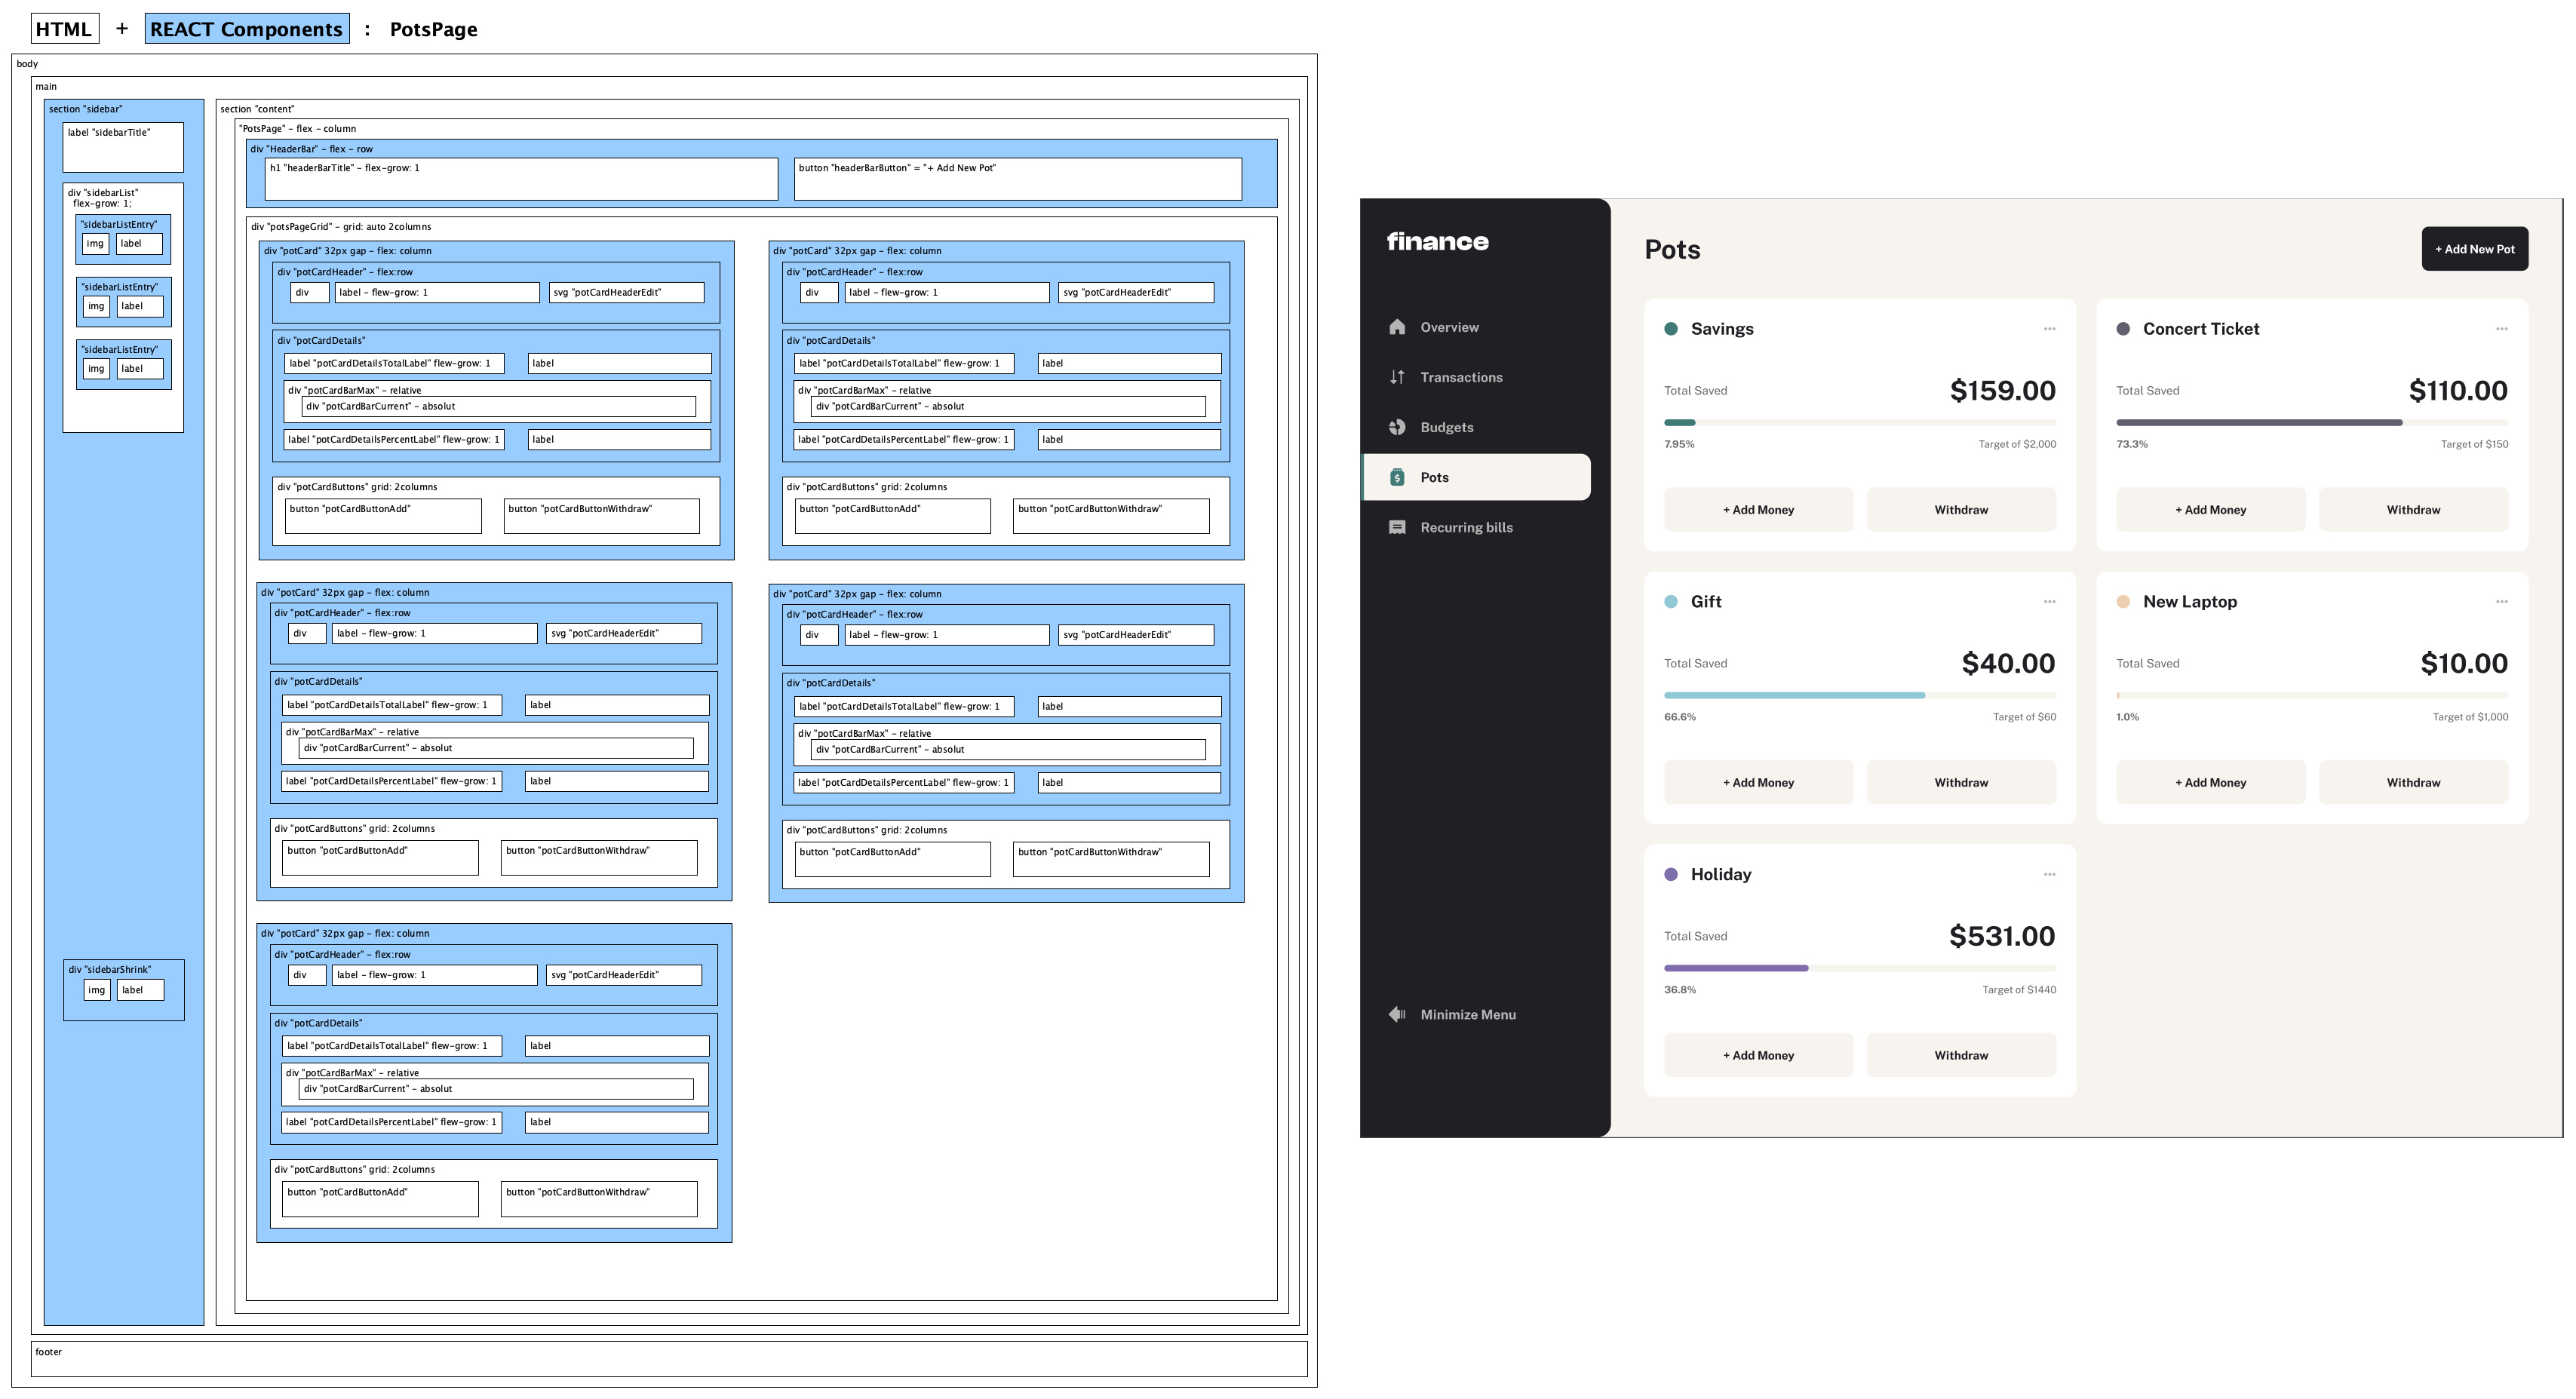 HTML + REACT Components : PotsPage
body
main
section "sidebar"
label "sidebarTitle"
div "sidebarList"
flex-grow: 1;
"sidebarListEntry"
img label
"sidebarListEntry"
img label
"sidebarListEntry"
img label
div "sidebarShrink"
img label
section "content"
"PotsPage" - flex - column
div "HeaderBar" - flex - row
h1 "headerBarTitle" - flex-grow: 1
button "headerBarButton" = "+ Add New Pot"
div "potsPageGrid" - grid: auto 2columns
div "potCard" 32px gap - flex: column
div "potCardHeader" - flex:row
div label - flew-grow: 1 svg "potCardHeaderEdit"
div "potCardDetails"
label "potCardDetailsTotalLabel" flew-grow: 1 label
div "potCardBarMax" - relative
div "potCardBarCurrent" - absolut
label "potCardDetailsPercentLabel" flew-grow: 1 label
div "potCardButtons" grid: 2columns
button "potCardButtonAdd" button "potCardButtonWithdraw"
div "potCard" 32px gap - flex: column
div "potCardHeader" - flex:row
div label - flew-grow: 1 svg "potCardHeaderEdit"
div "potCardDetails"
label "potCardDetailsTotalLabel" flew-grow: 1 label
div "potCardBarMax" - relative
div "potCardBarCurrent" - absolut
label "potCardDetailsPercentLabel" flew-grow: 1 label
div "potCardButtons" grid: 2columns
button "potCardButtonAdd" button "potCardButtonWithdraw"
div "potCard" 32px gap - flex: column
div "potCardHeader" - flex:row
div label - flew-grow: 1 svg "potCardHeaderEdit"
div "potCardDetails"
label "potCardDetailsTotalLabel" flew-grow: 1 label
div "potCardBarMax" - relative
div "potCardBarCurrent" - absolut
label "potCardDetailsPercentLabel" flew-grow: 1 label
div "potCardButtons" grid: 2columns
button "potCardButtonAdd" button "potCardButtonWithdraw"
div "potCard" 32px gap - flex: column
div "potCardHeader" - flex:row
div label - flew-grow: 1 svg "potCardHeaderEdit"
div "potCardDetails"
label "potCardDetailsTotalLabel" flew-grow: 1 label
div "potCardBarMax" - relative
div "potCardBarCurrent" - absolut
label "potCardDetailsPercentLabel" flew-grow: 1 label
div "potCardButtons" grid: 2columns
button "potCardButtonAdd" button "potCardButtonWithdraw"
div "potCard" 32px gap - flex: column
div "potCardHeader" - flex:row
div label - flew-grow: 1 svg "potCardHeaderEdit"
div "potCardDetails"
label "potCardDetailsTotalLabel" flew-grow: 1 label
div "potCardBarMax" - relative
div "potCardBarCurrent" - absolut
label "potCardDetailsPercentLabel" flew-grow: 1 label
div "potCardButtons" grid: 2columns
button "potCardButtonAdd" button "potCardButtonWithdraw"
footer
finance
Overview
Transactions
Budgets
Pots
Recurring bills
Minimize Menu
Pots
+ Add New Pot
Savings
Total Saved $159.00
7.95% Target of $2,000
+ Add Money Withdraw
Concert Ticket
Total Saved $110.00
73.3% Target of $150
+ Add Money Withdraw
Gift
Total Saved $40.00
66.6% Target of $60
+ Add Money Withdraw
New Laptop
Total Saved $10.00
1.0% Target of $1,000
+ Add Money Withdraw
Holiday
Total Saved $531.00
36.8% Target of $1440
+ Add Money Withdraw